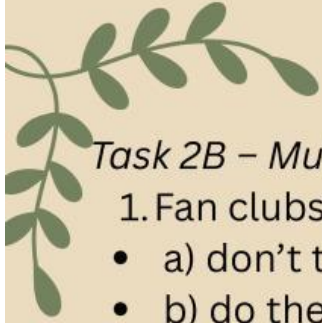 Task 2B – Mu
1. Fan clubs
• a) don’t t
• b) do the